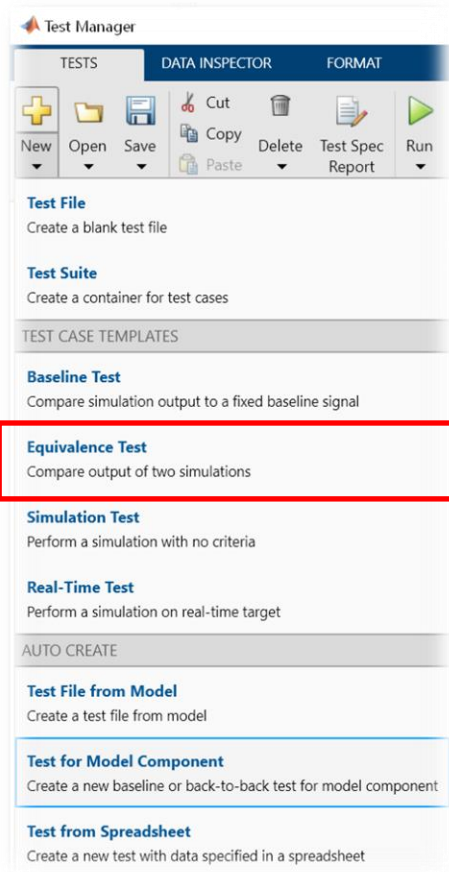 Test Manager
TESTS DATA INSPECTOR FORMAT
New Open Save Cut Copy Paste Delete Test Spec Report Run
Test File
Create a blank test file
Test Suite
Create a container for test cases
TEST CASE TEMPLATES
Baseline Test
Compare simulation output to a fixed baseline signal
Equivalence Test
Compare output of two simulations
Simulation Test
Perform a simulation with no criteria
Real-Time Test
Perform a simulation on real-time target
AUTO CREATE
Test File from Model
Create a test file from model
Test for Model Component
Create a new baseline or back-to-back test for model component
Test from Spreadsheet
Create a new test with data specified in a spreadsheet